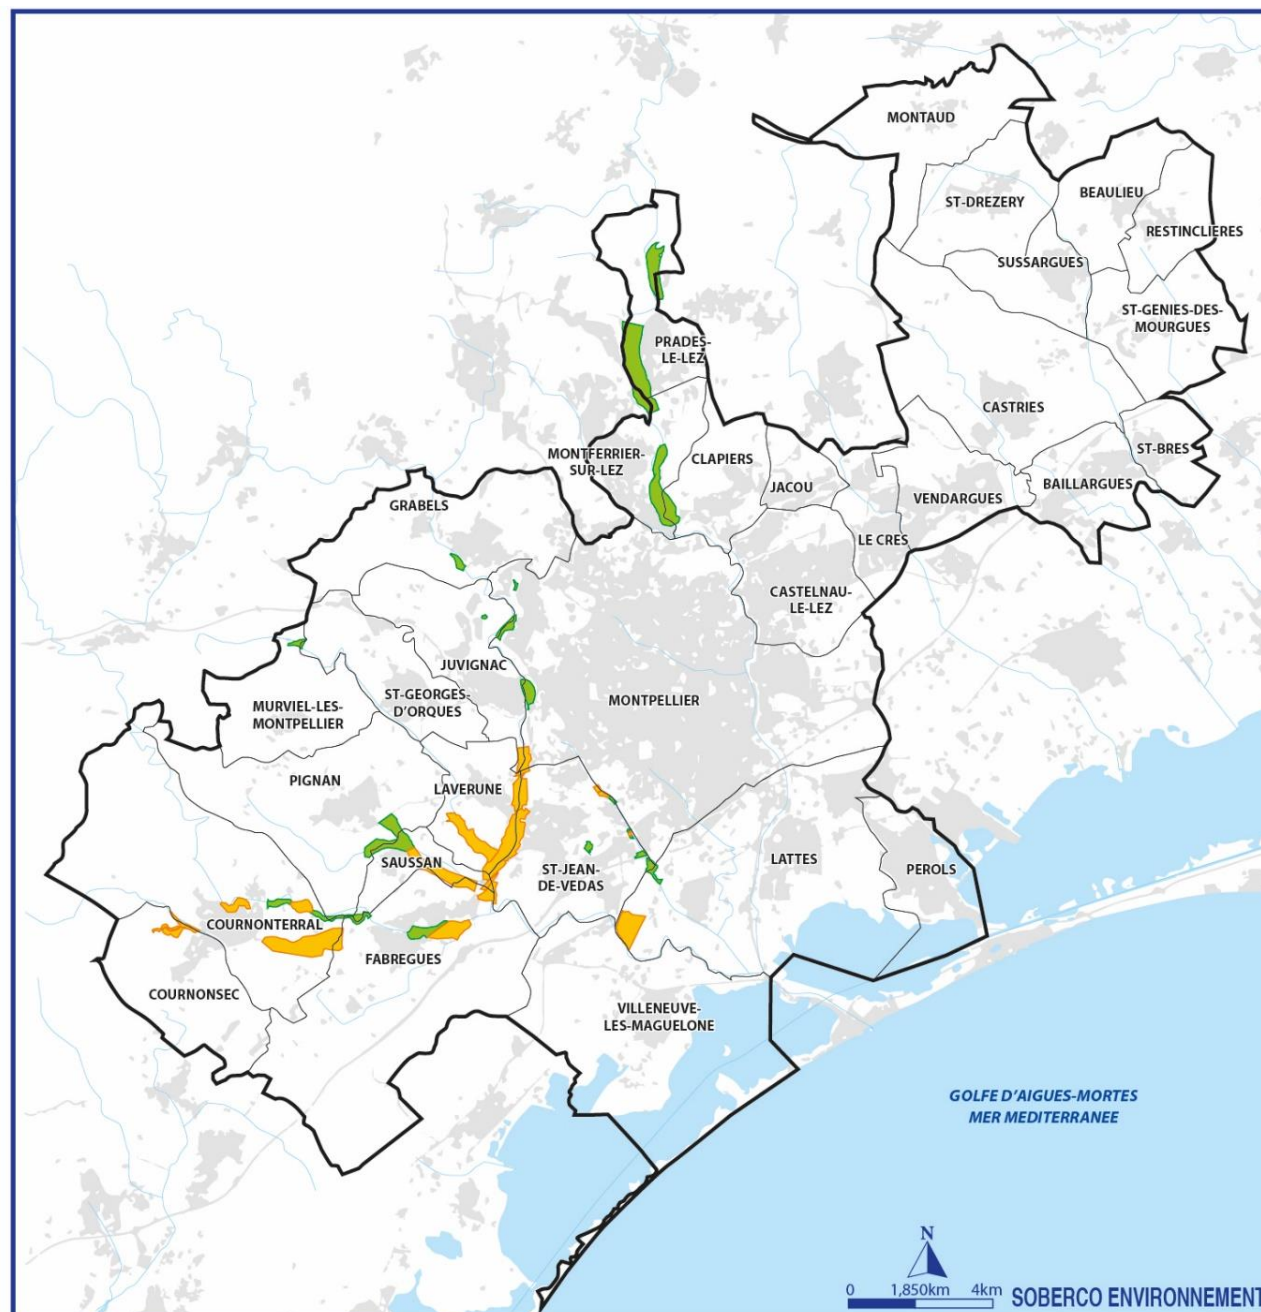 MONTAUD
ST-DREZERY
BEAULIEU
RESTINCLIERES
SUSSARGUES
ST-GENIES-DES-
MOURGUES
PRADES-
LE-LEZ
CASTRIES
MONTFERRIER-
SUR-LEZ
CLAPIERS
ST-BRES
JACOU
BAILLARGUES
VENDARGUES
GRABELS
LE CRES
CASTELNAU-
LE-LEZ
JUVIGNAC
ST-GEORGES-
D'ORQUES
MONTPELLIER
MURVIEL-LES-
MONTPELLIER
PIGNAN
LAVERUNE
SAUSSAN
ST-JEAN-
DE-VEDAS
LATTES
PEROLS
COURNONTERRAL
FABREGUES
COURNONSEC
VILLENEUVE-
LES-MAGUELONE
GOLFE D'AIGUES-MORTES
MER MEDITERRANEE
N
0 1,850km 4km
SOBERCO ENVIRONNEMENT